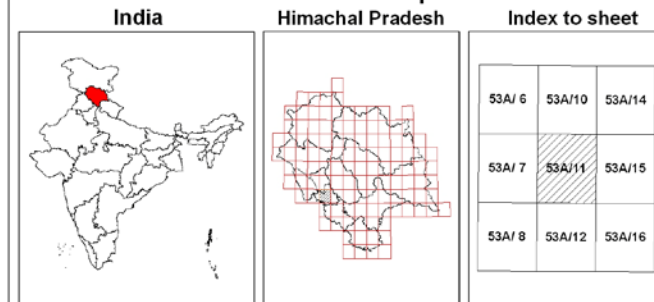 India
Himachal Pradesh
Index to sheet
53A/ 6 53A/10 53A/14
53A/ 7 53A/11 53A/15
53A/ 8 53A/12 53A/16